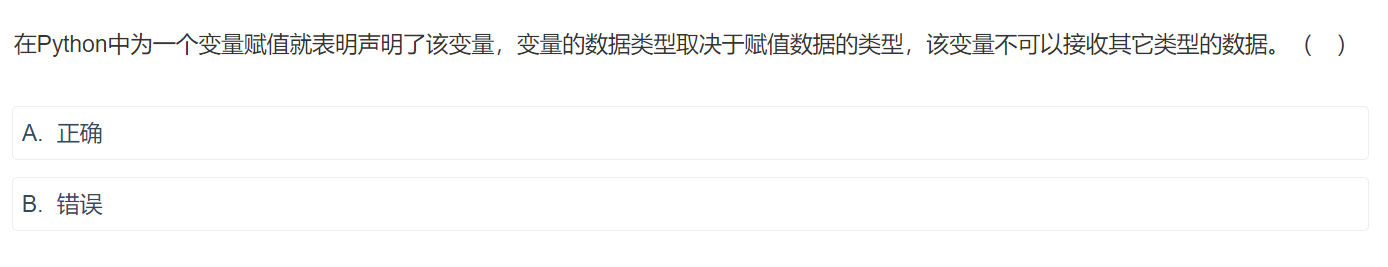 在Python中为一个变量赋值就表明声明了该变量，变量的数据类型取决于赋值数据的类型，该变量不可以接收其它类型的数据。（　）
A. 正确
B. 错误